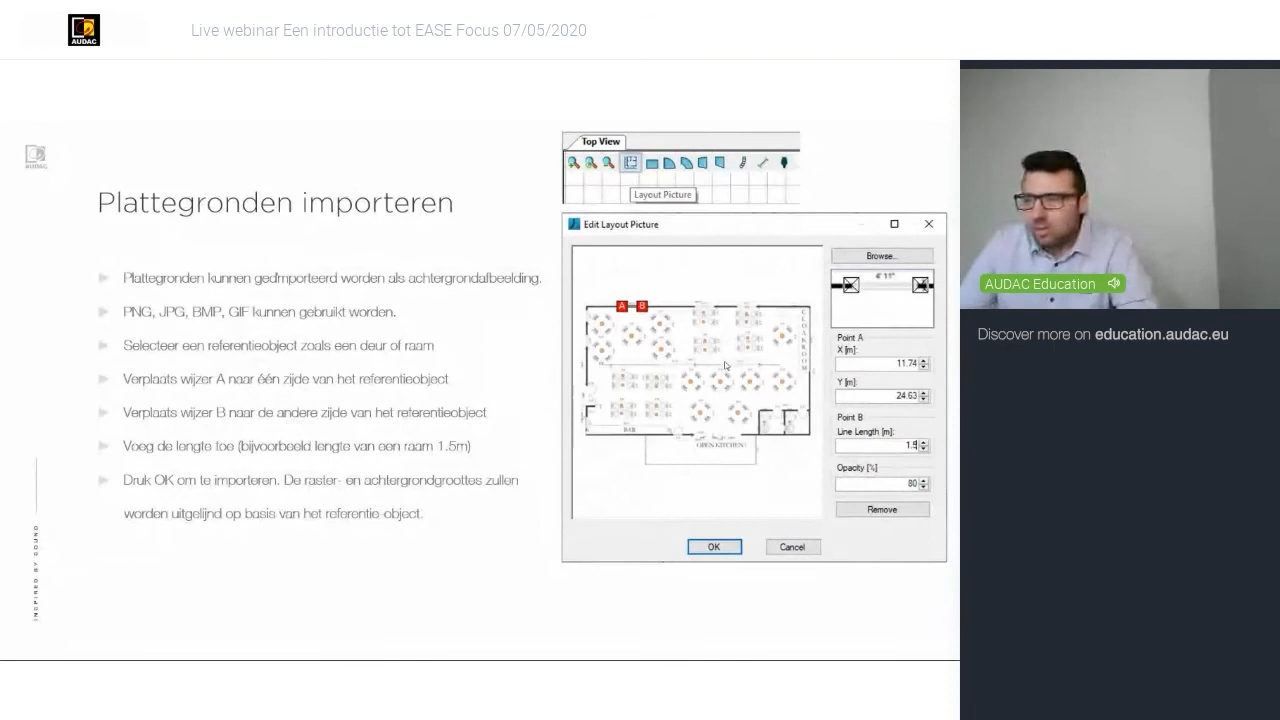 AUDAC
Live webinar Een introductie tot EASE Focus 07/05/2020
AUDAC
Plattegronden importeren
Plattegronden kunnen geďmporteerd worden als achtergrondafbeelding.
PNG, JPG, BMP, GIF kunnen gebruikt worden.
Selecteer een referentieobject zoals een deur of raam
Verplaats wijzer A naar één zijde van het referentieobject
Verplaats wijzer B naar de andere zijde van het referentieobject
Voeg de lengte toe (bijvoorbeeld lengte van een raam 1.5m)
Druk OK om te importeren. De raster- en achtergrondgroottes zullen
worden uitgelijnd op basis van het referentie-object.
INSPIRED BY SOUND
Top View
Layout Picture
Edit Layout Picture
A B
CLOAKROOM
BAR
OPEN KITCHEN
Browse...
4' 11"
Point A
X [m]:
11.74
Y [m]:
24.63
Point B
Line Length [m]:
1.5
Opacity [%]
80
Remove
OK
Cancel
AUDAC Education
Discover more on education.audac.eu